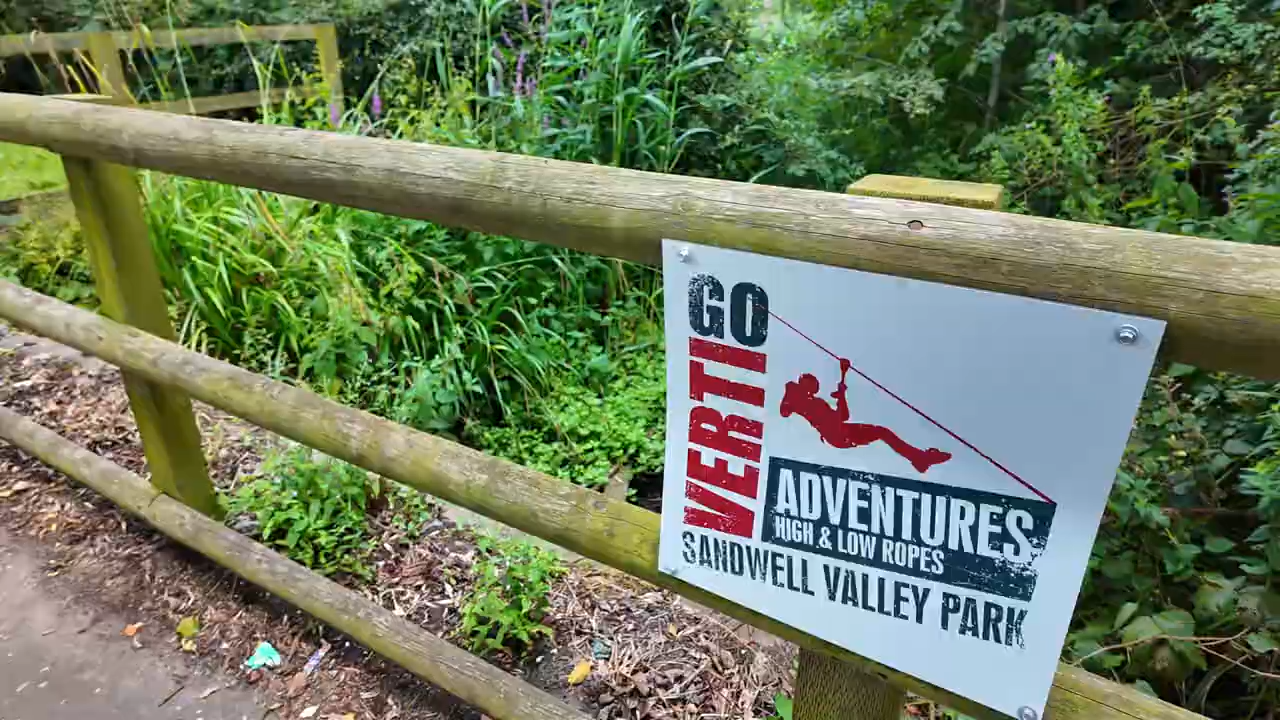 GO
VERTI
ADVENTURES
HIGH & LOW ROPES
SANDWELL VALLEY PARK